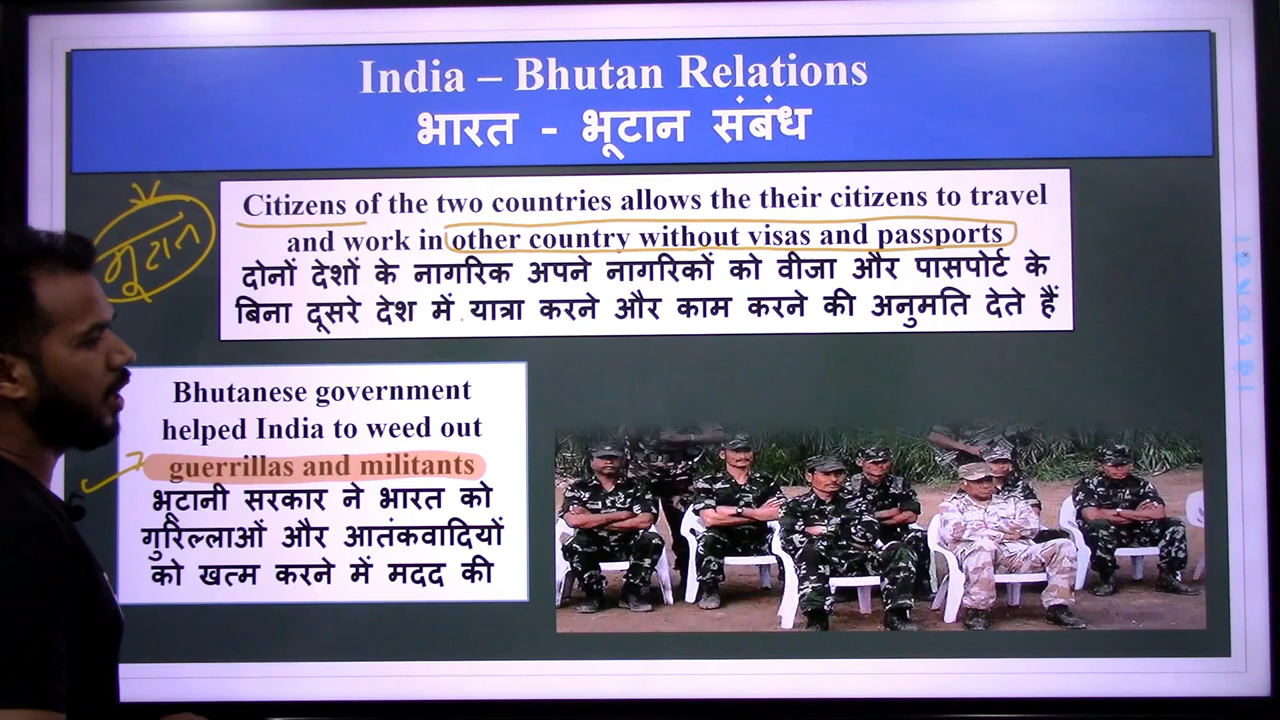 India – Bhutan Relations
भारत - भूटान संबंध
भूटान
Citizens of the two countries allows the their citizens to travel
and work in other country without visas and passports
दोनों देशों के नागरिक अपने नागरिकों को वीजा और पासपोर्ट के
बिना दूसरे देश में यात्रा करने और काम करने की अनुमति देते हैं
Bhutanese government
helped India to weed out
guerrillas and militants
भूटानी सरकार ने भारत को
गुरिल्लाओं और आतंकवादियों
को खत्म करने में मदद की